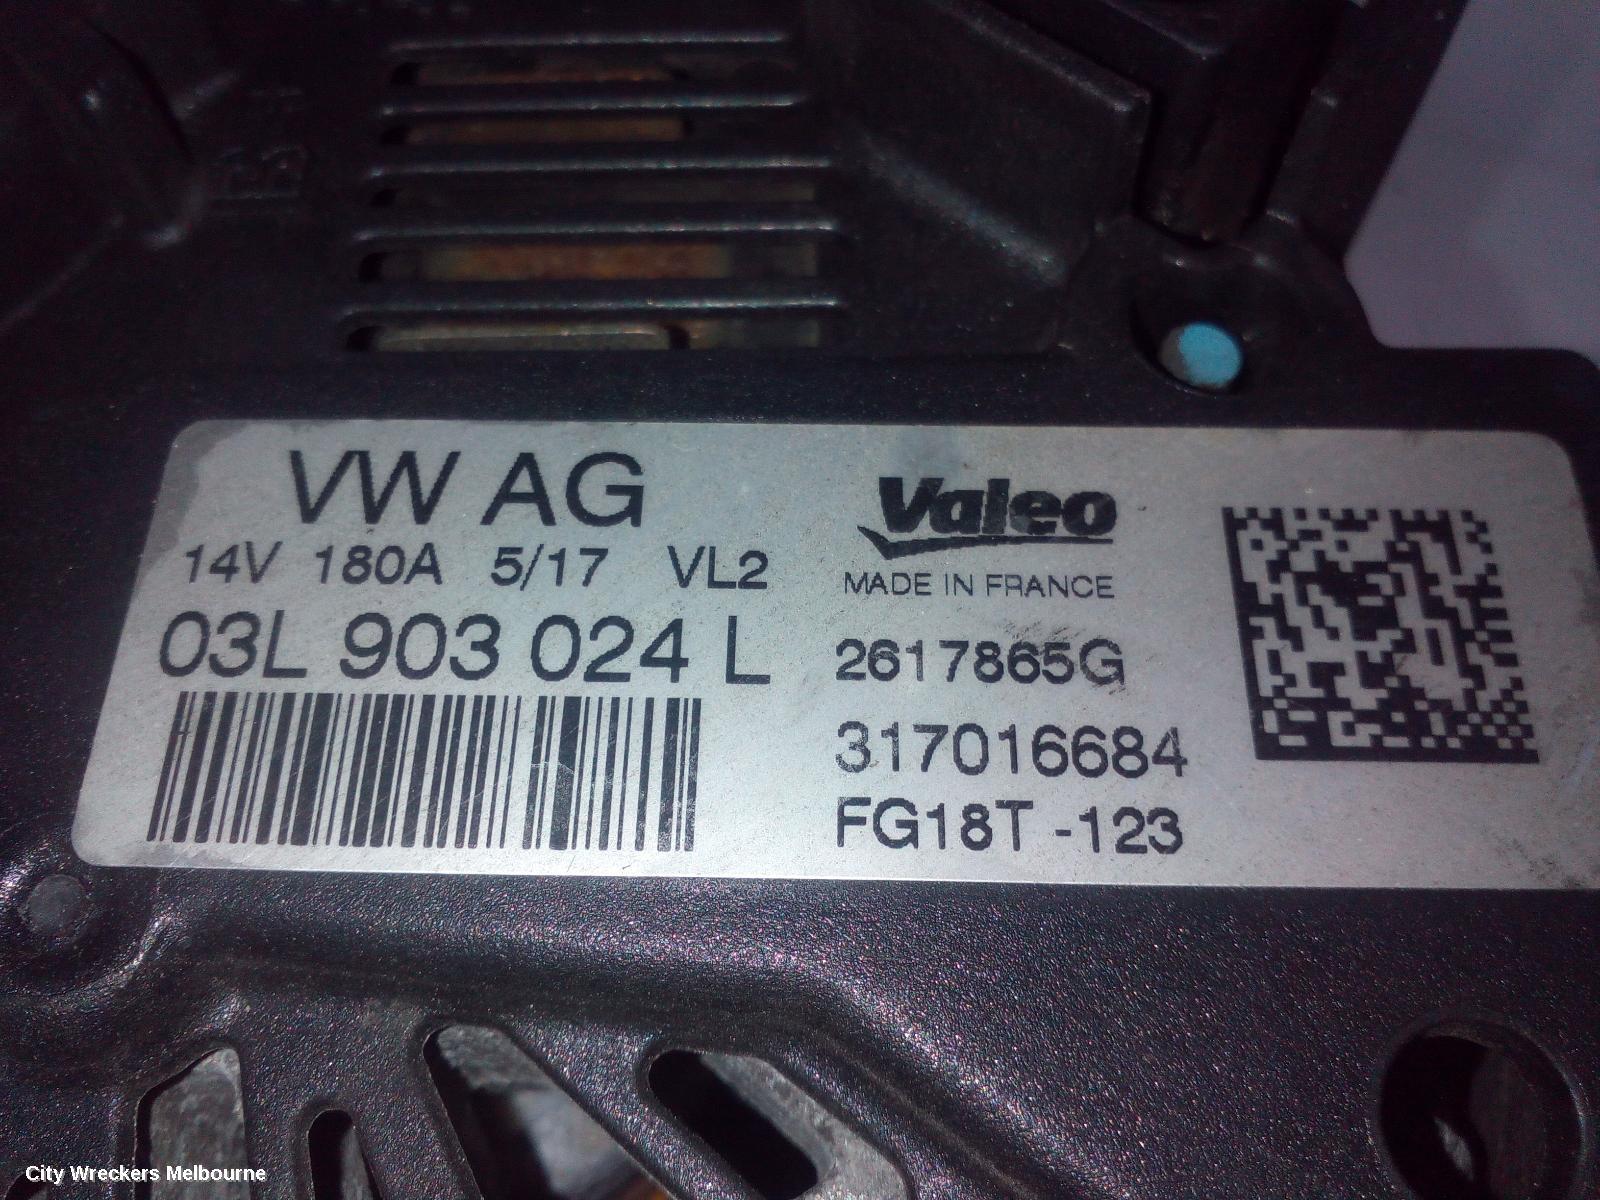 VW AG
14V 180A 5/17 VL2
03L 903 024 L
Valeo
MADE IN FRANCE
2617865G
317016684
FG18T -123
City Wreckers Melbourne